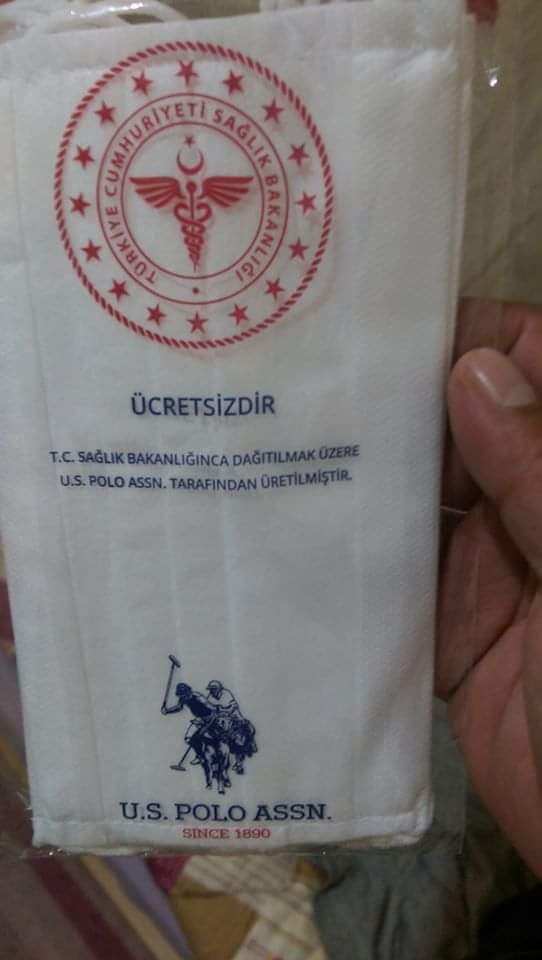 TÜRKİYE CUMHURİYETİ SAĞLIK BAKANLIĞI
ÜCRETSİZDİR
T.C. SAĞLIK BAKANLIĞINCA DAĞITILMAK ÜZERE
U.S. POLO ASSN. TARAFINDAN ÜRETİLMİŞTİR.
U.S. POLO ASSN.
SINCE 1890